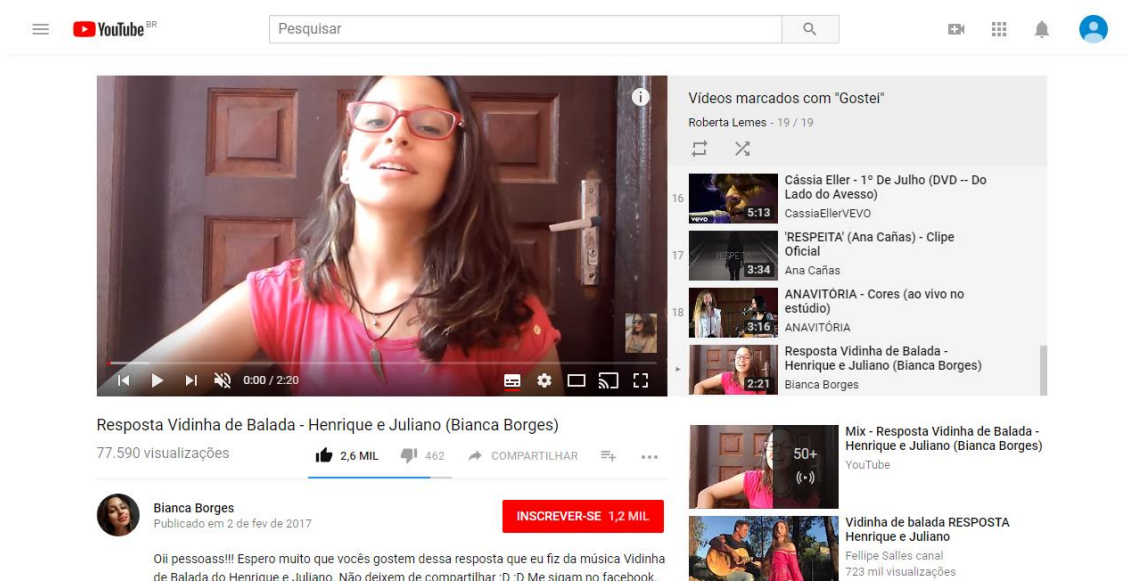 YouTube BR
Pesquisar
0:00 / 2:20
Resposta Vidinha de Balada - Henrique e Juliano (Bianca Borges)
77.590 visualizações
2,6 MIL
462
COMPARTILHAR
Bianca Borges
Publicado em 2 de fev de 2017
INSCREVER-SE 1,2 MIL
Oii pessoass!!! Espero muito que vocês gostem dessa resposta que eu fiz da música Vidinha
de Balada do Henrique e Juliano. Não deixem de compartilhar :D :D Me sigam no facebook,
Vídeos marcados com "Gostei"
Roberta Lemes - 19 / 19
16
vevo
5:13
Cássia Eller - 1º De Julho (DVD -- Do
Lado do Avesso)
CassiaEllerVEVO
17
3:34
'RESPEITA' (Ana Cañas) - Clipe
Oficial
Ana Cañas
18
3:16
ANAVITÓRIA - Cores (ao vivo no
estúdio)
ANAVITÓRIA
2:21
Resposta Vidinha de Balada -
Henrique e Juliano (Bianca Borges)
Bianca Borges
50+
Mix - Resposta Vidinha de Balada -
Henrique e Juliano (Bianca Borges)
YouTube
Vidinha de balada RESPOSTA
Henrique e Juliano
Fellipe Salles canal
723 mil visualizações